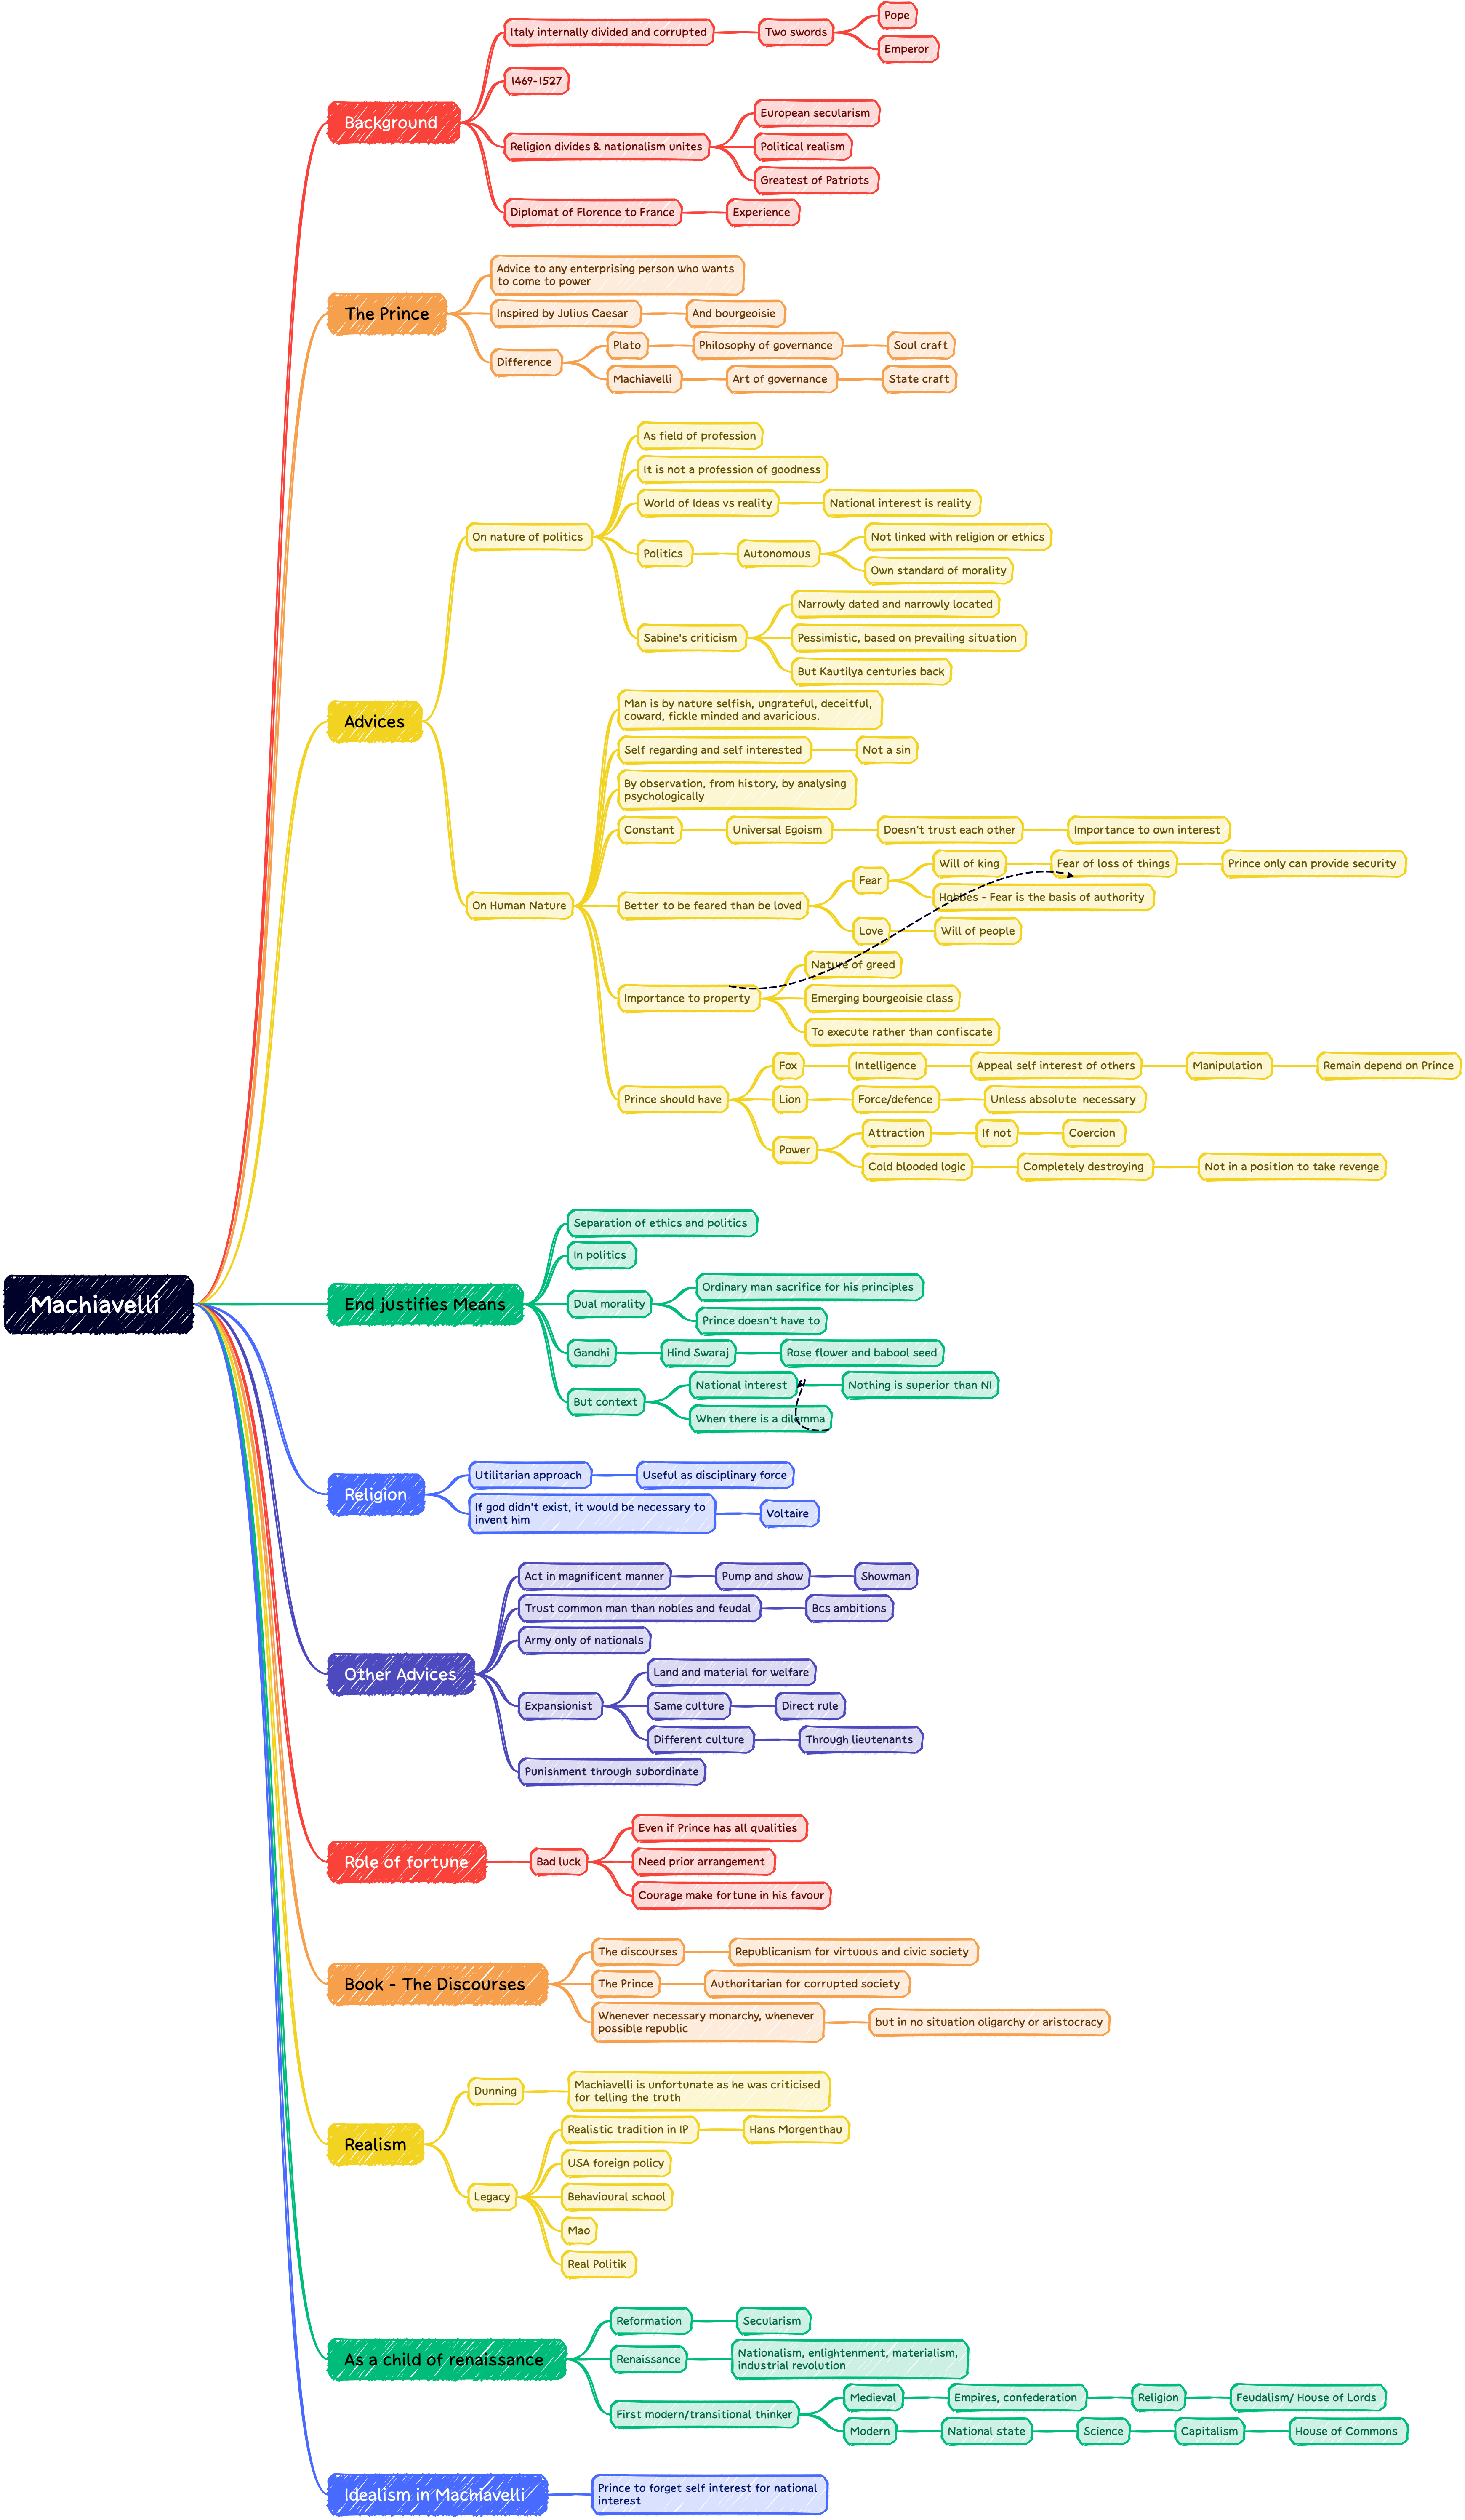 Machiavelli
Background
Italy internally divided and corrupted
Two swords
Pope
Emperor
1469-1527
Religion divides & nationalism unites
European secularism
Political realism
Greatest of Patriots
Diplomat of Florence to France
Experience
The Prince
Advice to any enterprising person who wants
to come to power
Inspired by Julius Caesar
And bourgeoisie
Difference
Plato
Philosophy of governance
Soul craft
Machiavelli
Art of governance
State craft
Advices
On nature of politics
As field of profession
It is not a profession of goodness
World of Ideas vs reality
National interest is reality
Politics
Autonomous
Not linked with religion or ethics
Own standard of morality
Sabine's criticism
Narrowly dated and narrowly located
Pessimistic, based on prevailing situation
But Kautilya centuries back
On Human Nature
Man is by nature selfish, ungrateful, deceitful,
coward, fickle minded and avaricious.
Self regarding and self interested
Not a sin
By observation, from history, by analysing
psychologically
Constant
Universal Egoism
Doesn't trust each other
Importance to own interest
Better to be feared than be loved
Fear
Will of king
Fear of loss of things
Prince only can provide security
Hobbes - Fear is the basis of authority
Love
Will of people
Importance to property
Nature of greed
Emerging bourgeoisie class
To execute rather than confiscate
Prince should have
Fox
Intelligence
Appeal self interest of others
Manipulation
Remain depend on Prince
Lion
Force/defence
Unless absolute necessary
Power
Attraction
If not
Coercion
Cold blooded logic
Completely destroying
Not in a position to take revenge
End justifies Means
Separation of ethics and politics
In politics
Dual morality
Ordinary man sacrifice for his principles
Prince doesn't have to
Gandhi
Hind Swaraj
Rose flower and babool seed
But context
National interest
Nothing is superior than NI
When there is a dilemma
Religion
Utilitarian approach
Useful as disciplinary force
If god didn't exist, it would be necessary to
invent him
Voltaire
Other Advices
Act in magnificent manner
Pump and show
Showman
Trust common man than nobles and feudal
Bcs ambitions
Army only of nationals
Expansionist
Land and material for welfare
Same culture
Direct rule
Different culture
Through lieutenants
Punishment through subordinate
Role of fortune
Bad luck
Even if Prince has all qualities
Need prior arrangement
Courage make fortune in his favour
Book - The Discourses
The discourses
Republicanism for virtuous and civic society
The Prince
Authoritarian for corrupted society
Whenever necessary monarchy, whenever
possible republic
but in no situation oligarchy or aristocracy
Realism
Dunning
Machiavelli is unfortunate as he was criticised
for telling the truth
Legacy
Realistic tradition in IP
Hans Morgenthau
USA foreign policy
Behavioural school
Mao
Real Politik
As a child of renaissance
Reformation
Secularism
Renaissance
Nationalism, enlightenment, materialism,
industrial revolution
First modern/transitional thinker
Medieval
Empires, confederation
Religion
Feudalism/ House of Lords
Modern
National state
Science
Capitalism
House of Commons
Idealism in Machiavelli
Prince to forget self interest for national
interest